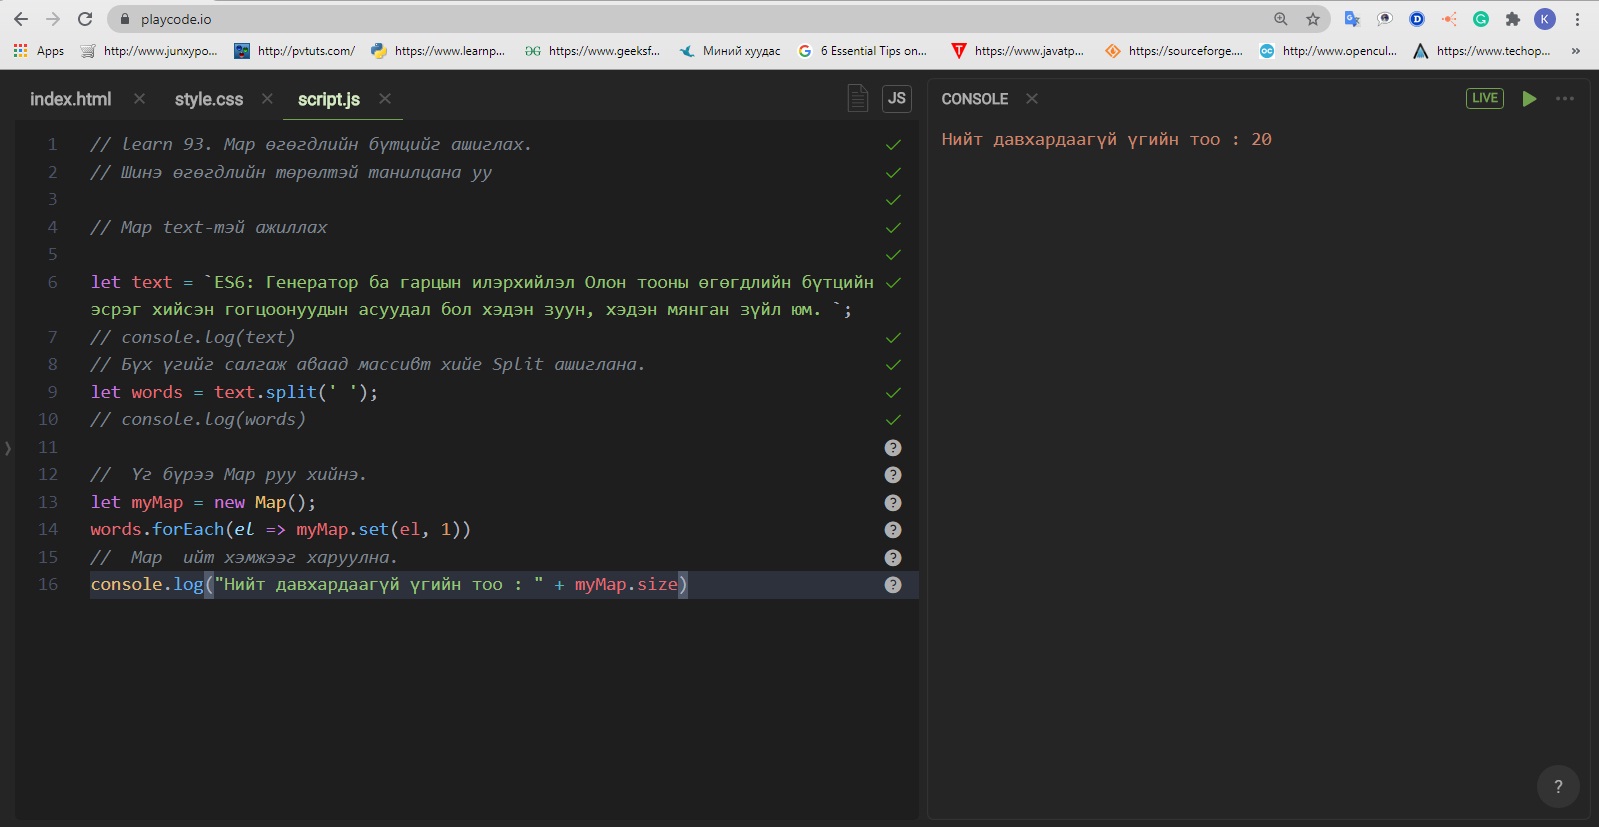 playcode.io
Apps http://www.junxypo... http://pvtuts.com/ https://www.learnp... https://www.geeksf... Миний хуудас 6 Essential Tips on... https://www.javatp... https://sourceforge.... http://www.opencul... https://www.techop... »
index.html style.css script.js JS
1 // learn 93. Map өгөгдлийн бүтцийг ашиглах.
2 // Шинэ өгөгдлийн төрөлтэй танилцана уу
3
4 // Map text-тэй ажиллах
5
6 let text = `ES6: Генератор ба гарцын илэрхийлэл Олон тооны өгөгдлийн бүтцийн
эсрэг хийсэн гогцоонуудын асуудал бол хэдэн зуун, хэдэн мянган зүйл юм. `;
7 // console.log(text)
8 // Бүх үгийг салгаж аваад массивт хийе Split ашиглана.
9 let words = text.split(' ');
10 // console.log(words)
11
12 //  Үг бүрээ Map руу хийнэ.
13 let myMap = new Map();
14 words.forEach(el => myMap.set(el, 1))
15 //  Map  ийт хэмжээг харуулна.
16 console.log("Нийт давхардаагүй үгийн тоо : " + myMap.size)
CONSOLE LIVE
Нийт давхардаагүй үгийн тоо : 20
K
?